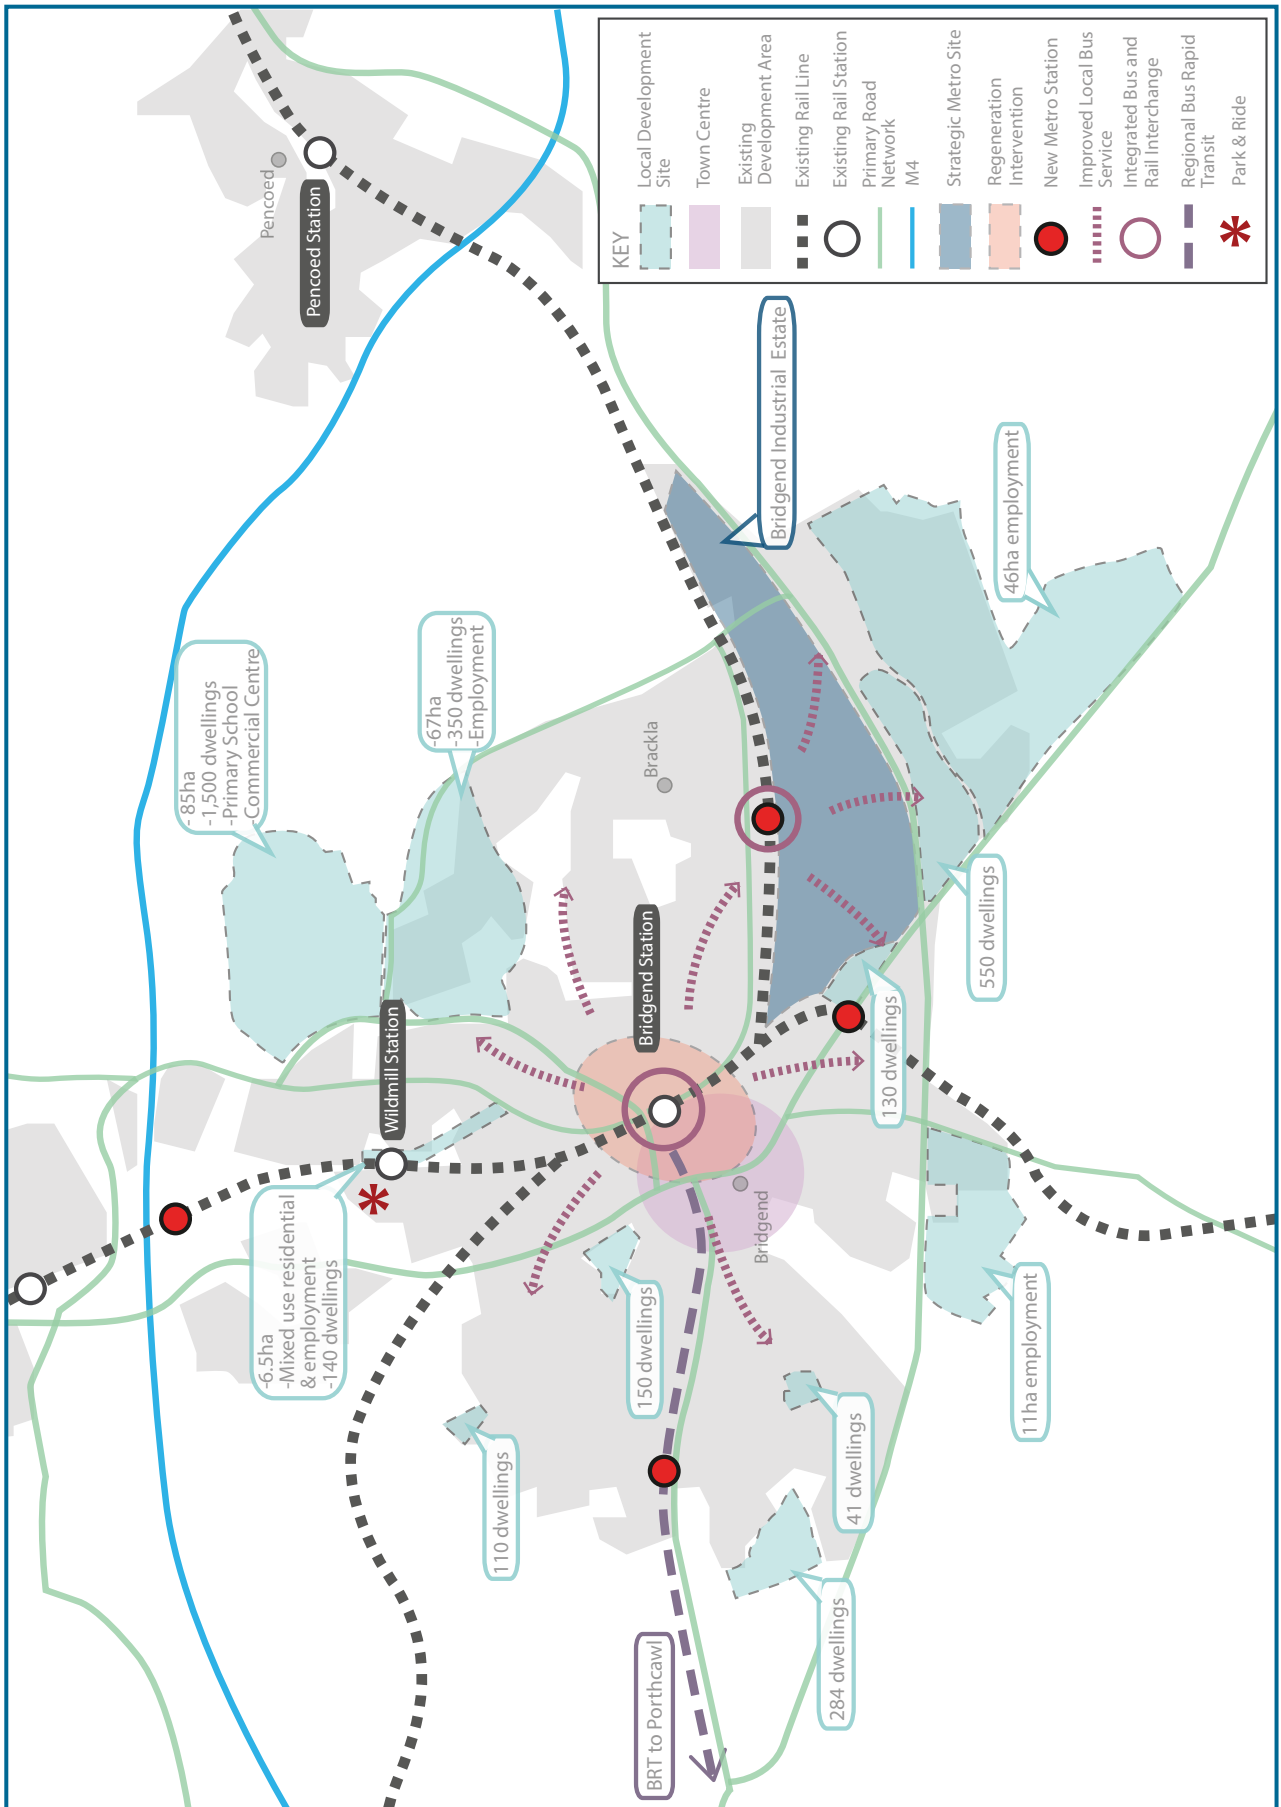 KEY
Local Development
Site
Town Centre
Existing
Development Area
Existing Rail Line
Existing Rail Station
Primary Road
Network
M4
Strategic Metro Site
Regeneration
Intervention
New Metro Station
Improved Local Bus
Service
Integrated Bus and
Rail Interchange
Regional Bus Rapid
Transit
Park & Ride
Pencoed
Pencoed Station
- 85ha
-1,500 dwellings
-Primary School
-Commercial Centre
-67ha
-350 dwellings
-Employment
Bridgend Industrial Estate
46ha employment
Brackla
Wildmill Station
Bridgend Station
550 dwellings
130 dwellings
-6.5ha
-Mixed use residential
& employment
-140 dwellings
Bridgend
150 dwellings
11ha employment
110 dwellings
41 dwellings
284 dwellings
BRT to Porthcawl